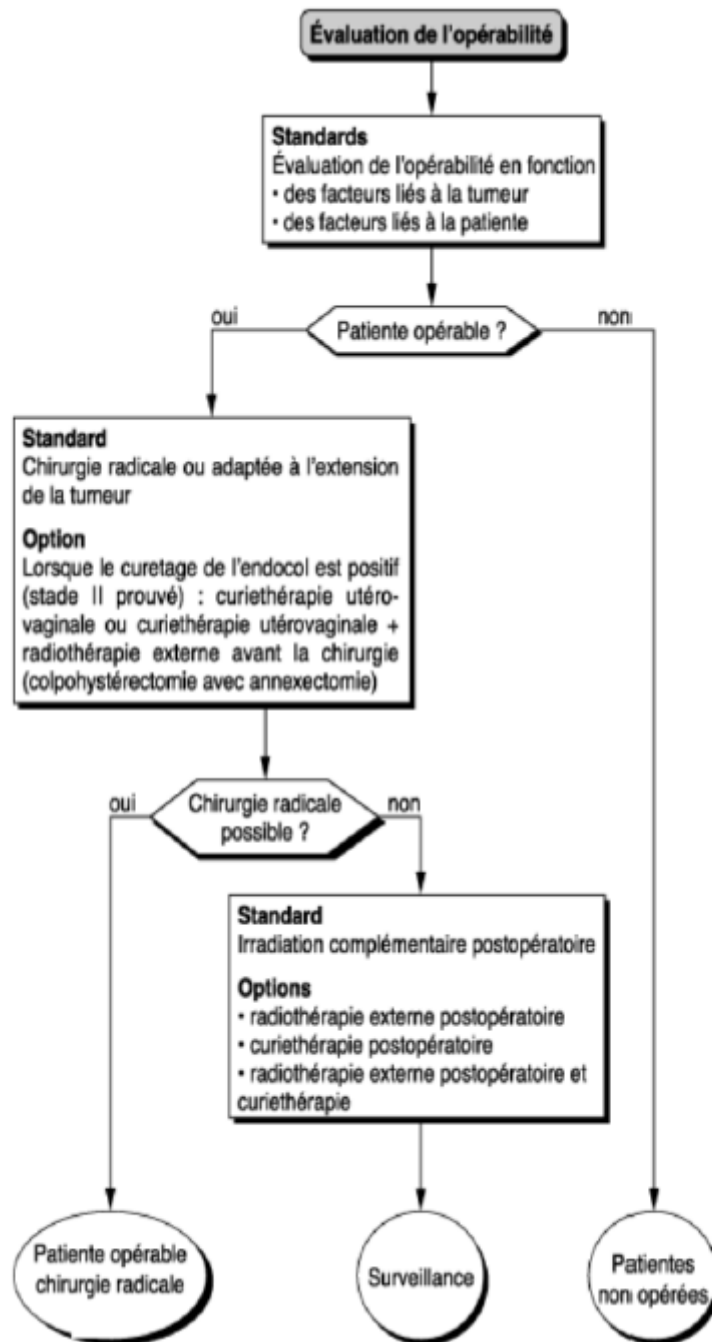 Évaluation de l'opérabilité
Standards
Évaluation de l'opérabilité en fonction
• des facteurs liés à la tumeur
• des facteurs liés à la patiente
oui
Patiente opérable ?
non
Standard
Chirurgie radicale ou adaptée à l'extension
de la tumeur
Option
Lorsque le curetage de l'endocol est positif
(stade II prouvé) : curiethérapie utéro-
vaginale ou curiethérapie utérovaginale +
radiothérapie externe avant la chirurgie
(colpohystérectomie avec annexectomie)
oui
Chirurgie radicale
possible ?
non
Standard
Irradiation complémentaire postopératoire
Options
• radiothérapie externe postopératoire
• curiethérapie postopératoire
• radiothérapie externe postopératoire et
curiethérapie
Patiente opérable
chirurgie radicale
Surveillance
Patientes
non opérées